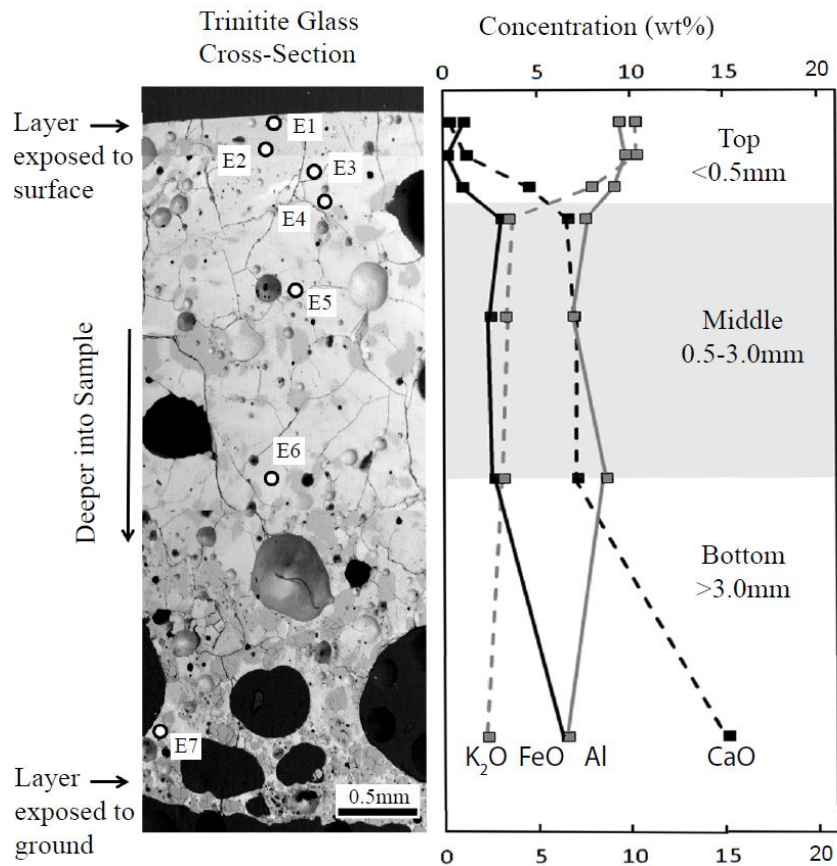 Trinitite Glass
Cross-Section
Concentration (wt%)
0 5 10 15 20
Layer
exposed to
surface
E1
E2
E3
E4
E5
E6
E7
Deeper into Sample
Top
<0.5mm
Middle
0.5-3.0mm
Bottom
>3.0mm
K₂O FeO Al CaO
Layer
exposed to
ground
0.5mm
0 5 10 15 20